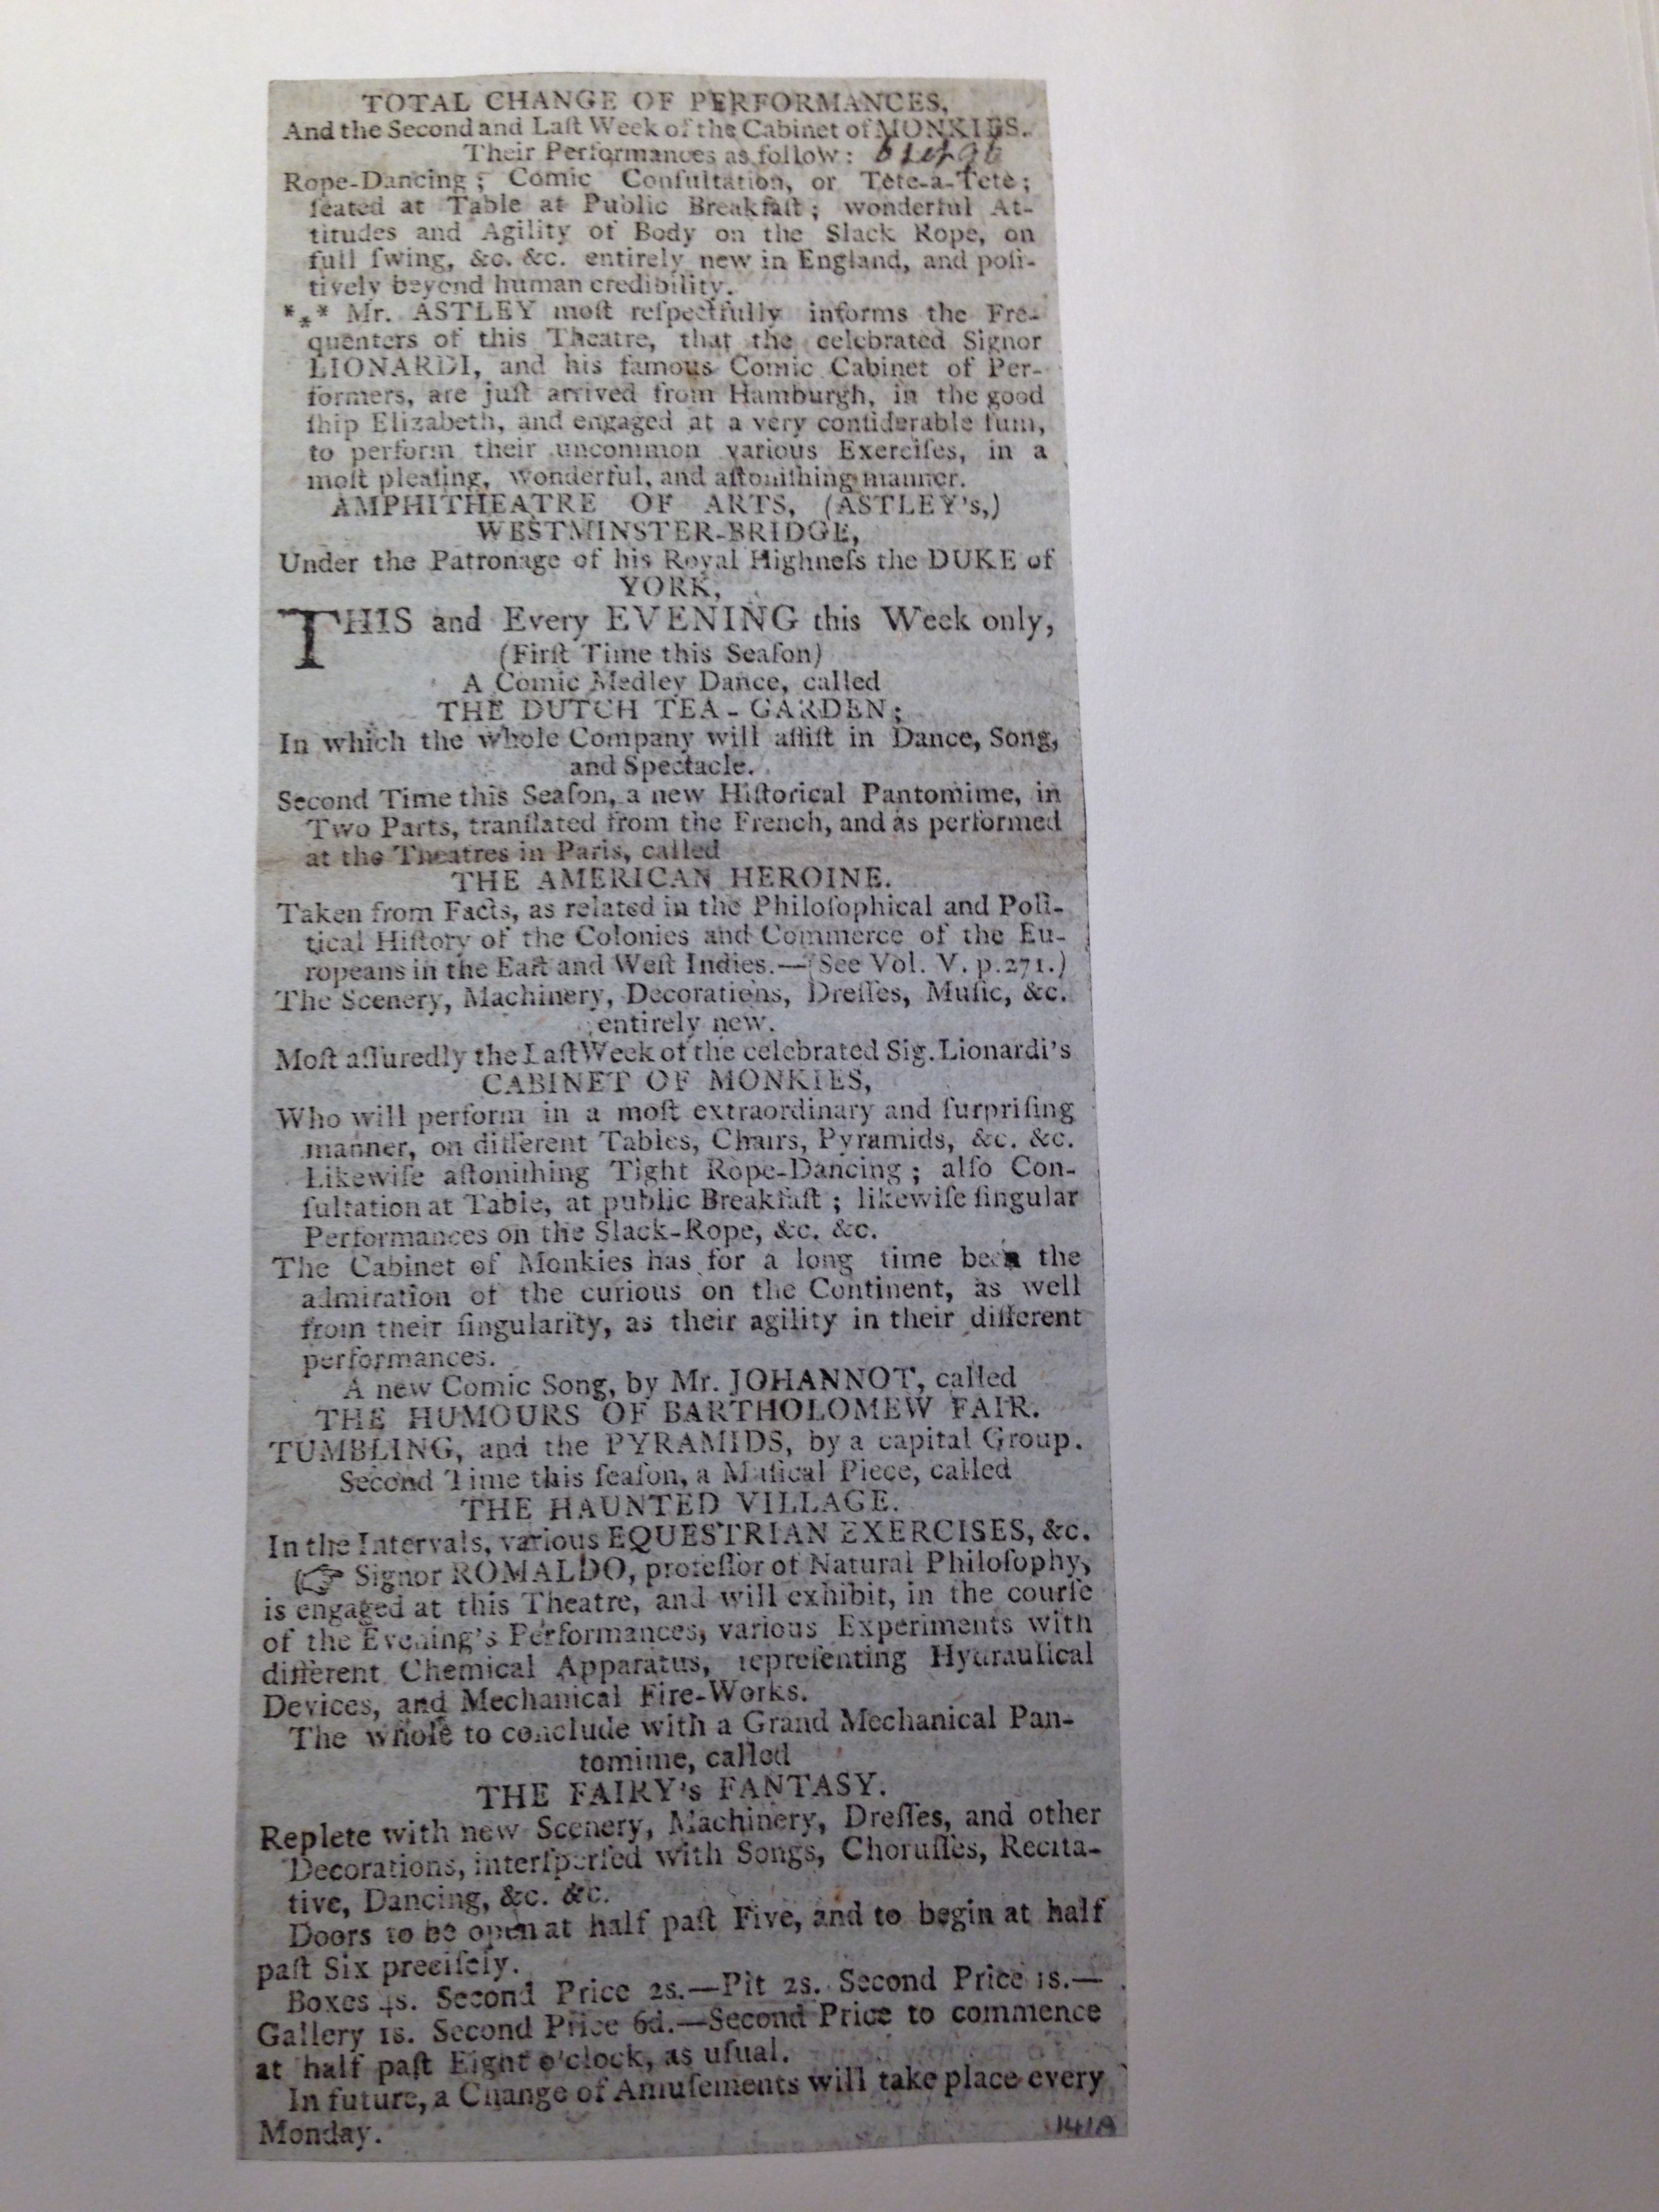 TOTAL CHANGE OF PERFORMANCES,
And the Second and Laſt Week of the Cabinet of MONKIES.
Their Performances as follow:
Rope-Dancing; Comic Conſultation, or Tete-a-Tete;
ſeated at Table at Public Breakfaſt; wonderful At-
titudes and Agility of Body on the Slack Rope, on
full ſwing, &c. &c. entirely new in England, and poſi-
tively beyond human credibility.
*⁎* Mr. ASTLEY moſt reſpectfully informs the Fre-
quenters of this Theatre, that the celebrated Signor
LIONARDI, and his famous Comic Cabinet of Per-
formers, are juſt arrived from Hamburgh, in the good
ſhip Elizabeth, and engaged at a very conſiderable ſum,
to perform their uncommon various Exerciſes, in a
moſt pleaſing, wonderful, and aſtoniſhing manner.
AMPHITHEATRE OF ARTS, (ASTLEY's,)
WESTMINSTER-BRIDGE,
Under the Patronage of his Royal Highneſs the DUKE of
YORK,
THIS and Every EVENING this Week only,
(Firſt Time this Seaſon)
A Comic Medley Dance, called
THE DUTCH TEA-GARDEN;
In which the whole Company will aſſiſt in Dance, Song,
and Spectacle.
Second Time this Seaſon, a new Hiſtorical Pantomime, in
Two Parts, tranſlated from the French, and as performed
at the Theatres in Paris, called
THE AMERICAN HEROINE.
Taken from Facts, as related in the Philoſophical and Poli-
tical Hiſtory of the Colonies and Commerce of the Eu-
ropeans in the Eaſt and Weſt Indies.—(See Vol. V. p.271.)
The Scenery, Machinery, Decorations, Dreſſes, Muſic, &c.
entirely new.
Moſt aſſuredly the Laſt Week of the celebrated Sig. Lionardi's
CABINET OF MONKIES,
Who will perform in a moſt extraordinary and ſurpriſing
manner, on different Tables, Chairs, Pyramids, &c. &c.
Likewiſe aſtoniſhing Tight Rope-Dancing; alſo Con-
ſultation at Table, at public Breakfaſt; likewiſe ſingular
Performances on the Slack-Rope, &c. &c.
The Cabinet of Monkies has for a long time been the
admiration of the curious on the Continent, as well
from their ſingularity, as their agility in their different
performances.
A new Comic Song, by Mr. JOHANNOT, called
THE HUMOURS OF BARTHOLOMEW FAIR.
TUMBLING, and the PYRAMIDS, by a capital Group.
Second Time this ſeaſon, a Muſical Piece, called
THE HAUNTED VILLAGE.
In the Intervals, various EQUESTRIAN EXERCISES, &c.
☞ Signor ROMALDO, profeſſor of Natural Philoſophy,
is engaged at this Theatre, and will exhibit, in the courſe
of the Evening's Performances, various Experiments with
different Chemical Apparatus, repreſenting Hydraulical
Devices, and Mechanical Fire-Works.
The whole to conclude with a Grand Mechanical Pan-
tomime, called
THE FAIRY's FANTASY.
Replete with new Scenery, Machinery, Dreſſes, and other
Decorations, interſperſed with Songs, Choruſſes, Recita-
tive, Dancing, &c. &c.
Doors to be open at half paſt Five, and to begin at half
paſt Six preciſely.
Boxes 4s. Second Price 2s.—Pit 2s. Second Price 1s.—
Gallery 1s. Second Price 6d.—Second Price to commence
at half paſt Eight o'clock, as uſual.
In future, a Change of Amuſements will take place every
Monday.